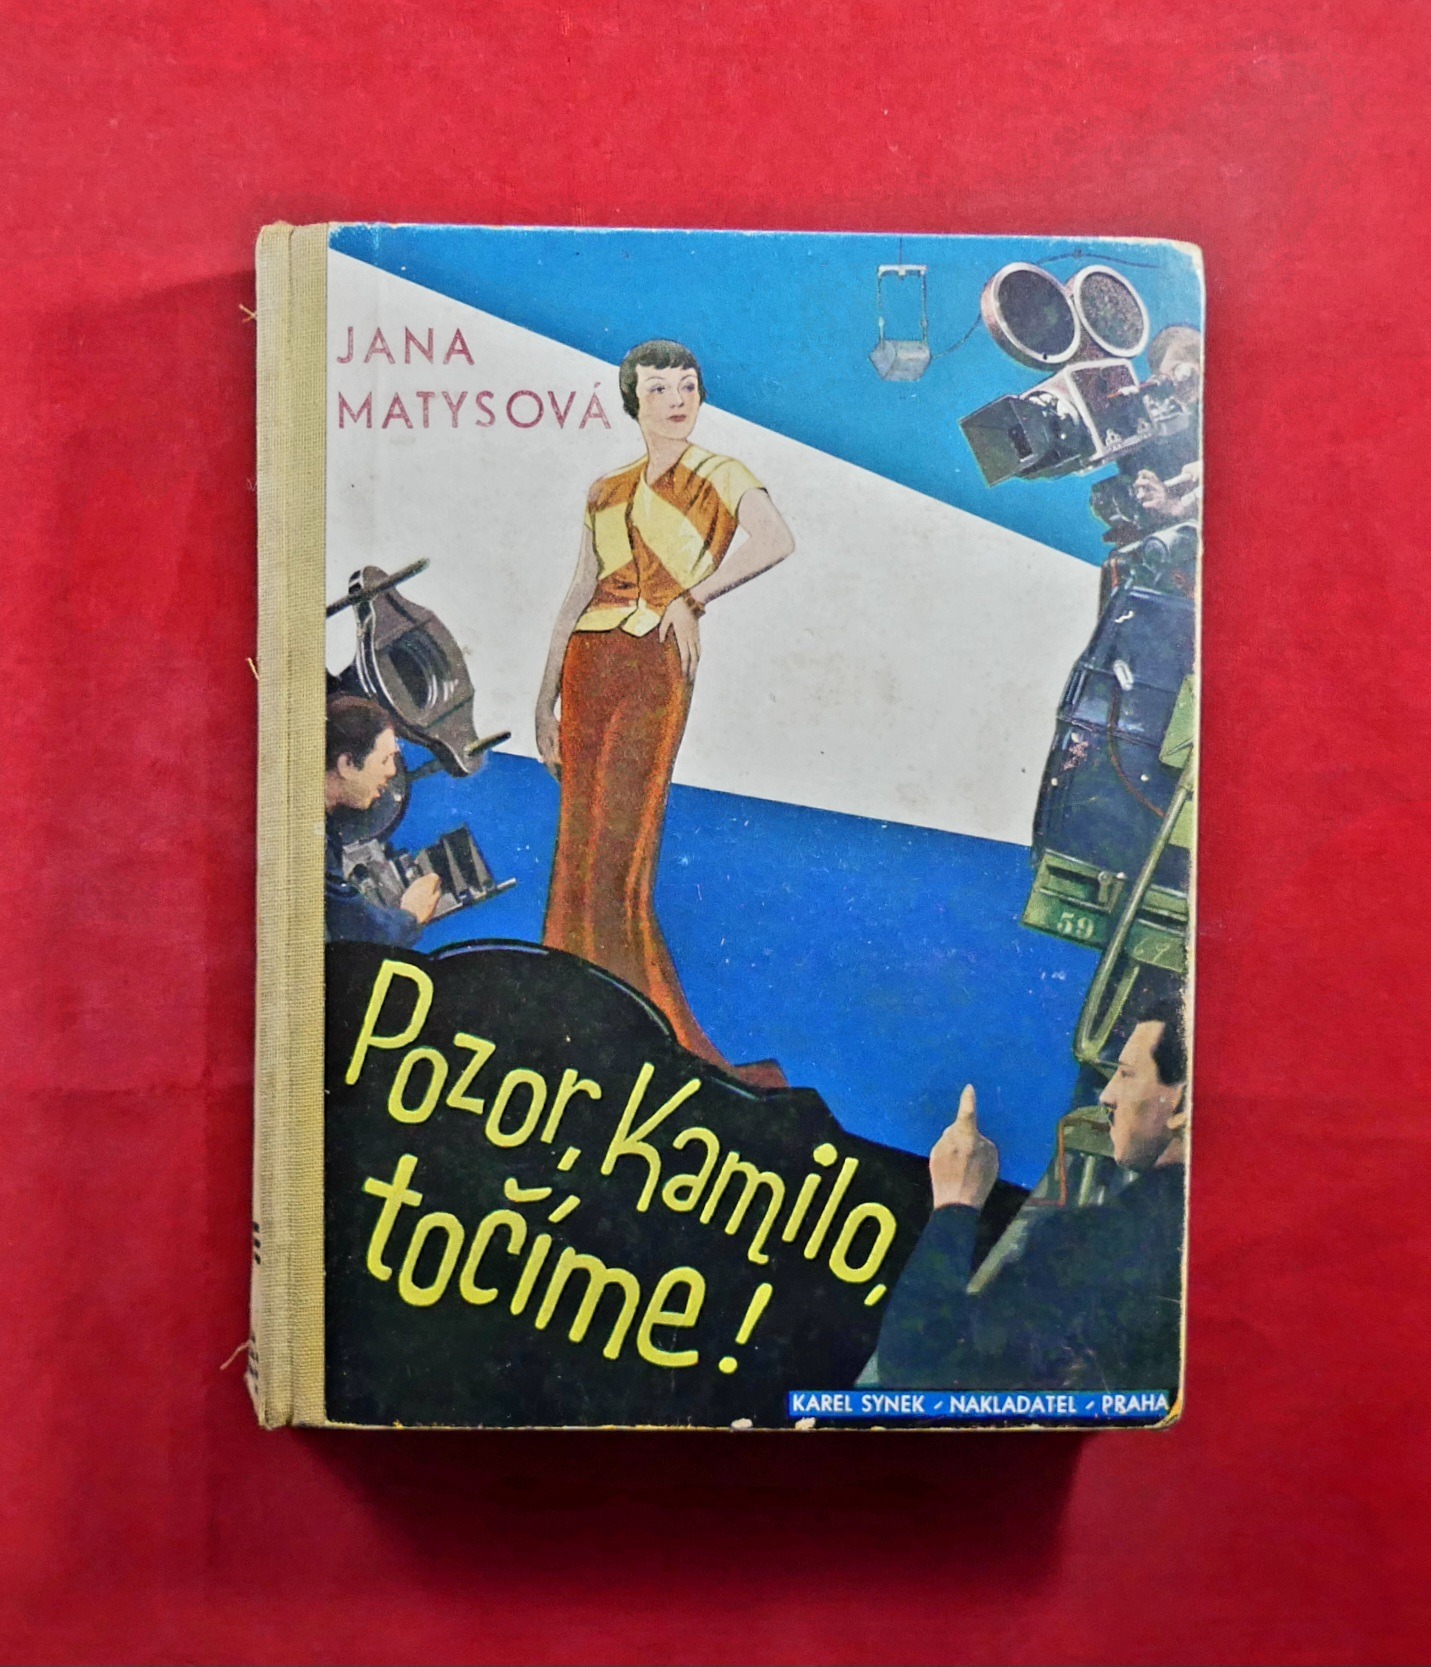 JANA
MATYSOVÁ
59
Pozor, Kamilo,
točíme!
KAREL SYNEK - NAKLADATEL - PRAHA